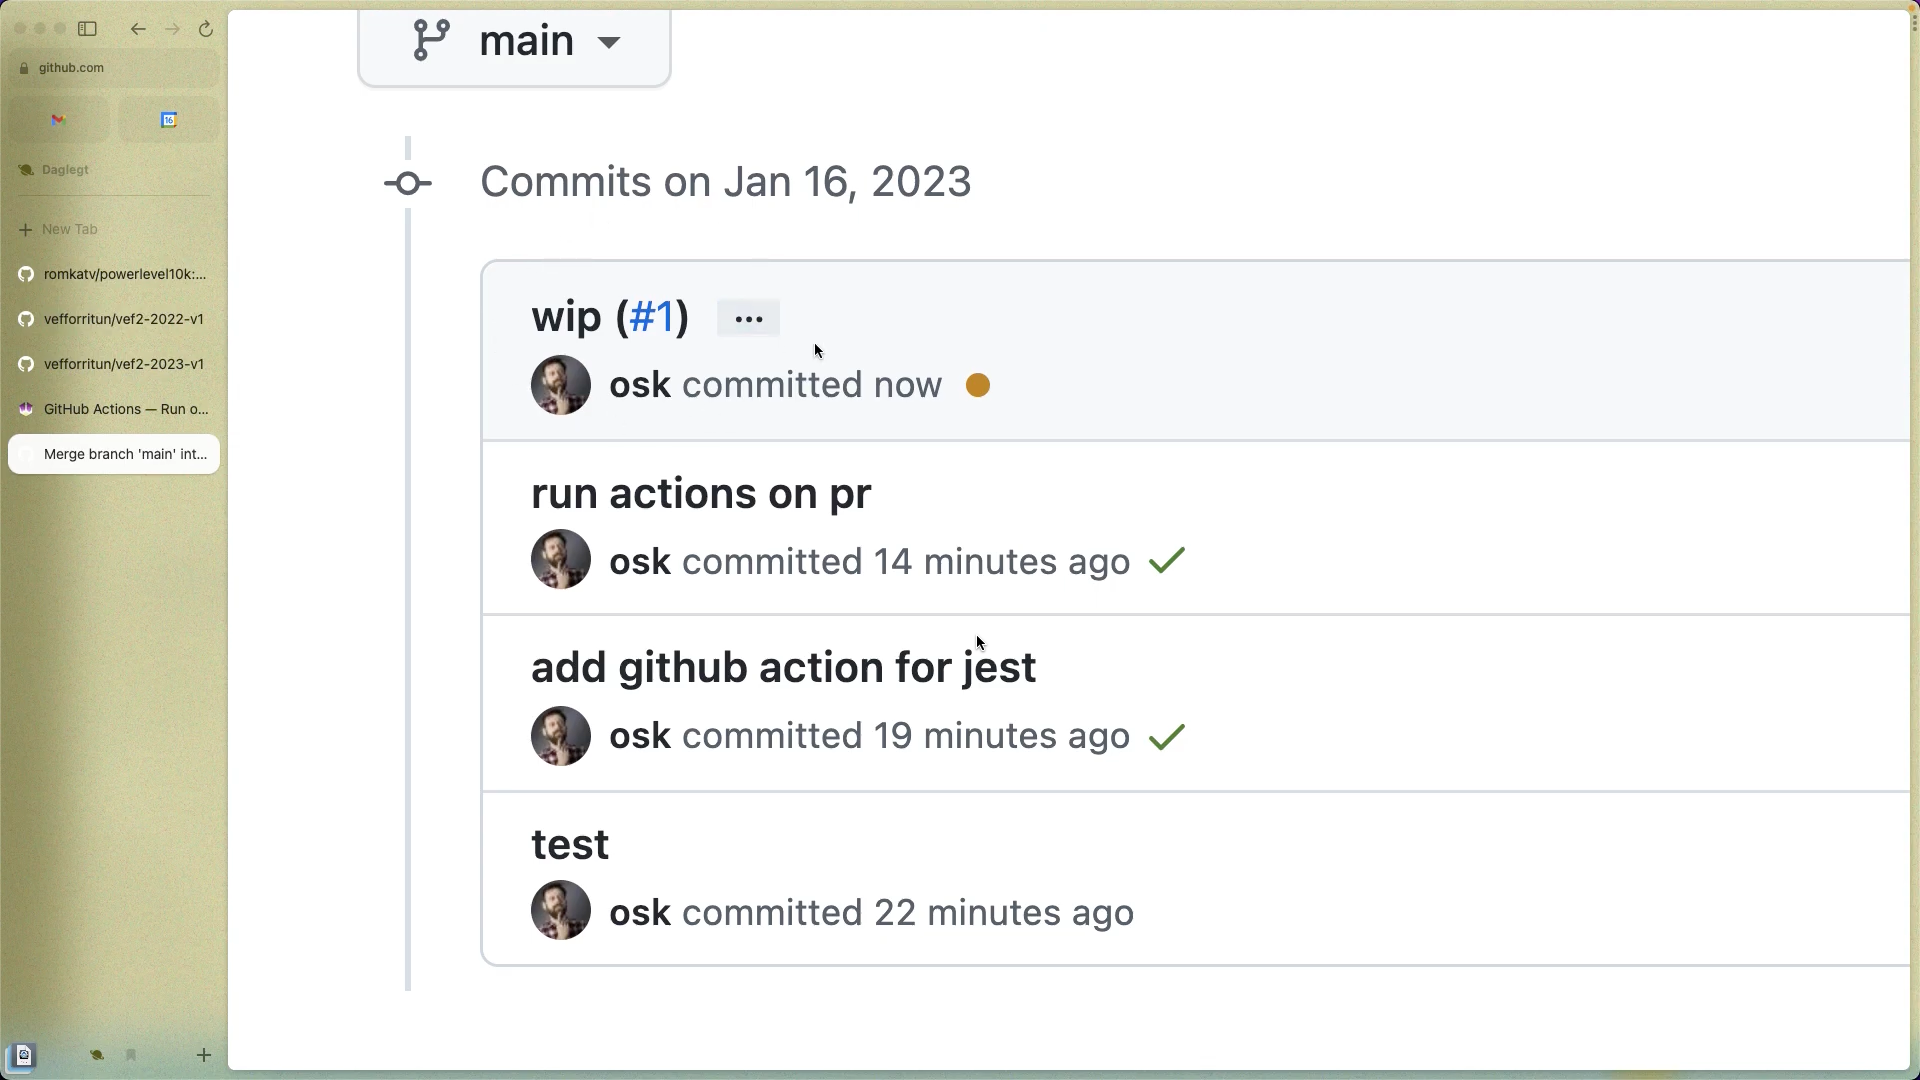 github.com
16
Daglegt
New Tab
romkatv/powerlevel10k:...
vefforritun/vef2-2022-v1
vefforritun/vef2-2023-v1
GitHub Actions — Run o...
Merge branch 'main' int...
main
Commits on Jan 16, 2023
wip (#1) ...
osk committed now
run actions on pr
osk committed 14 minutes ago
add github action for jest
osk committed 19 minutes ago
test
osk committed 22 minutes ago